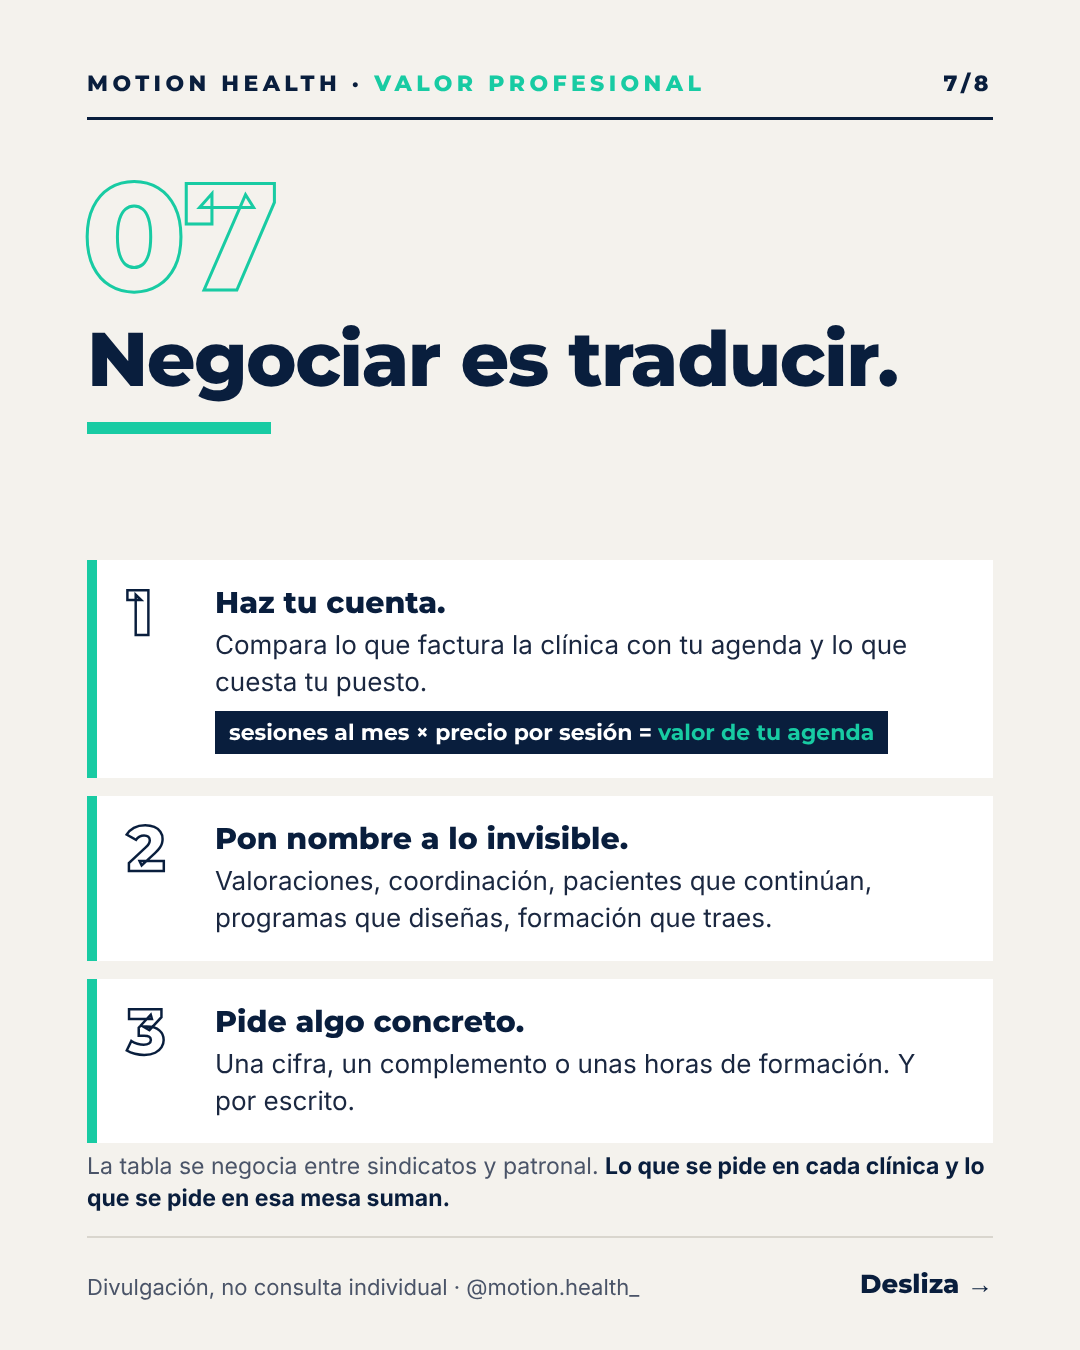 MOTION HEALTH · VALOR PROFESIONAL
7/8
07
Negociar es traducir.
1
Haz tu cuenta.
Compara lo que factura la clínica con tu agenda y lo que
cuesta tu puesto.
sesiones al mes × precio por sesión = valor de tu agenda
2
Pon nombre a lo invisible.
Valoraciones, coordinación, pacientes que continúan,
programas que diseñas, formación que traes.
3
Pide algo concreto.
Una cifra, un complemento o unas horas de formación. Y
por escrito.
La tabla se negocia entre sindicatos y patronal. Lo que se pide en cada clínica y lo
que se pide en esa mesa suman.
Divulgación, no consulta individual · @motion.health_
Desliza →